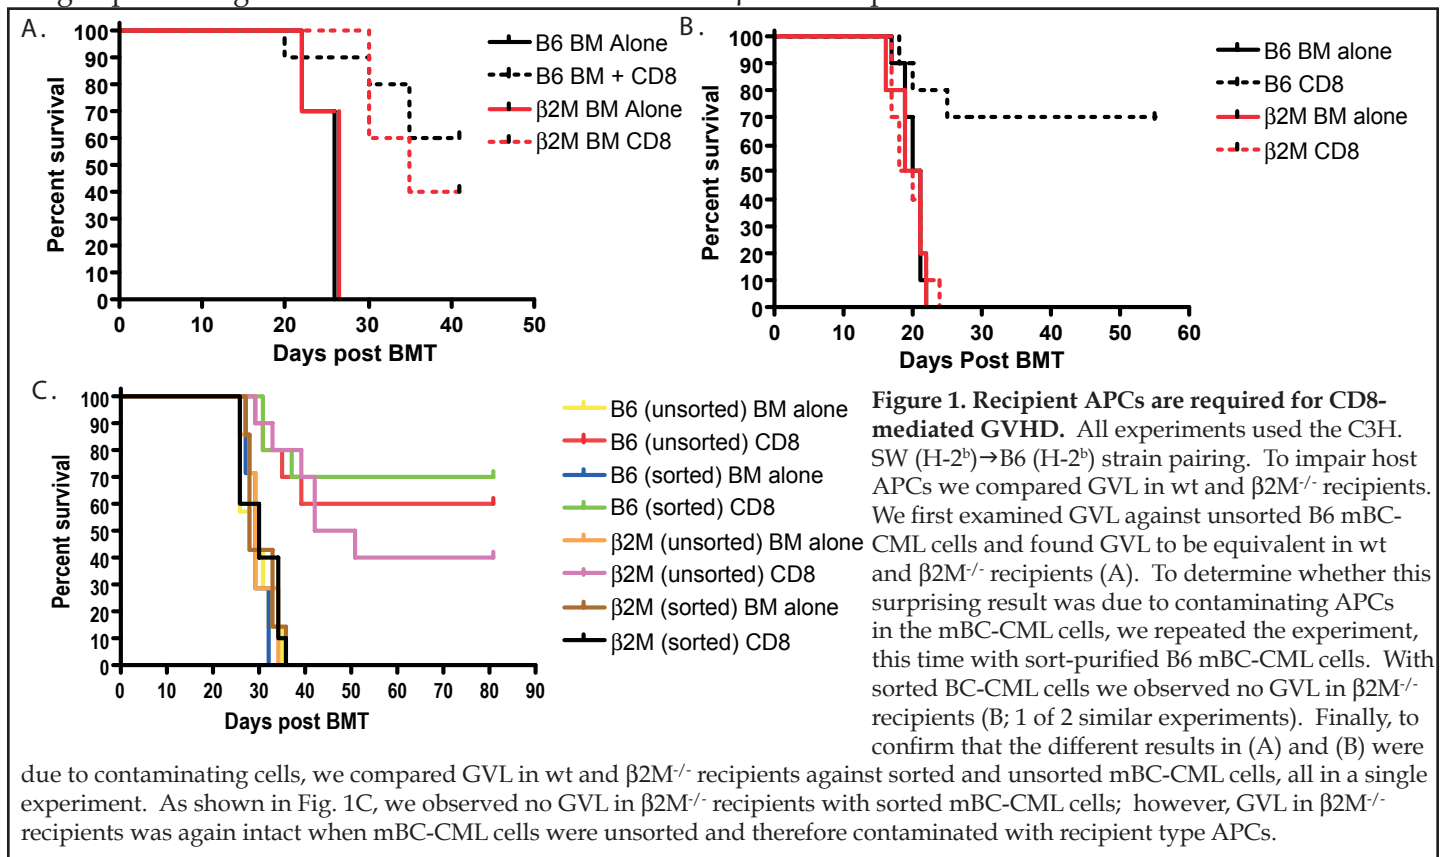 A.
100
90
80
70
60
50
40
30
20
10
0
Percent survival
0 10 20 30 40 50
Days post BMT
B6 BM Alone
B6 BM + CD8
β2M BM Alone
β2M BM CD8
B.
100
90
80
70
60
50
40
30
20
10
0
Percent survival
0 10 20 30 40 50 60
Days Post BMT
B6 BM alone
B6 CD8
β2M BM alone
β2M CD8
C.
100
90
80
70
60
50
40
30
20
10
0
Percent survival
0 10 20 30 40 50 60 70 80 90
Days post BMT
B6 (unsorted) BM alone
B6 (unsorted) CD8
B6 (sorted) BM alone
B6 (sorted) CD8
β2M (unsorted) BM alone
β2M (unsorted) CD8
β2M (sorted) BM alone
β2M (sorted) CD8
Figure 1. Recipient APCs are required for CD8-
mediated GVHD. All experiments used the C3H.
SW (H-2ᵇ)→B6 (H-2ᵇ) strain pairing. To impair host
APCs we compared GVL in wt and β2M⁻/⁻ recipients.
We first examined GVL against unsorted B6 mBC-
CML cells and found GVL to be equivalent in wt
and β2M⁻/⁻ recipients (A). To determine whether this
surprising result was due to contaminating APCs
in the mBC-CML cells, we repeated the experiment,
this time with sort-purified B6 mBC-CML cells. With
sorted BC-CML cells we observed no GVL in β2M⁻/⁻
recipients (B; 1 of 2 similar experiments). Finally, to
confirm that the different results in (A) and (B) were
due to contaminating cells, we compared GVL in wt and β2M⁻/⁻ recipients against sorted and unsorted mBC-CML cells, all in a single
experiment. As shown in Fig. 1C, we observed no GVL in β2M⁻/⁻ recipients with sorted mBC-CML cells; however, GVL in β2M⁻/⁻
recipients was again intact when mBC-CML cells were unsorted and therefore contaminated with recipient type APCs.